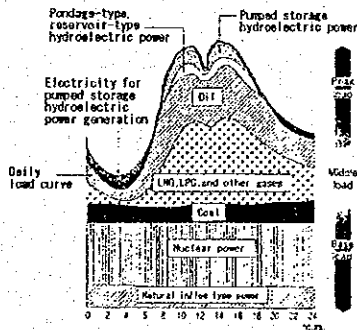 Pondage-type,
reservoir-type
hydroelectric power
Pumped storage
hydroelectric power
Electricity for
pumped storage
hydroelectric
power generation
Oil
Peak
Daily
load curve
LNG, LPG, and other gases
Middle
load
Coal
Nuclear power
Base
Natural inflow type power
0 2 4 6 8 10 12 14 16 18 20 22 24